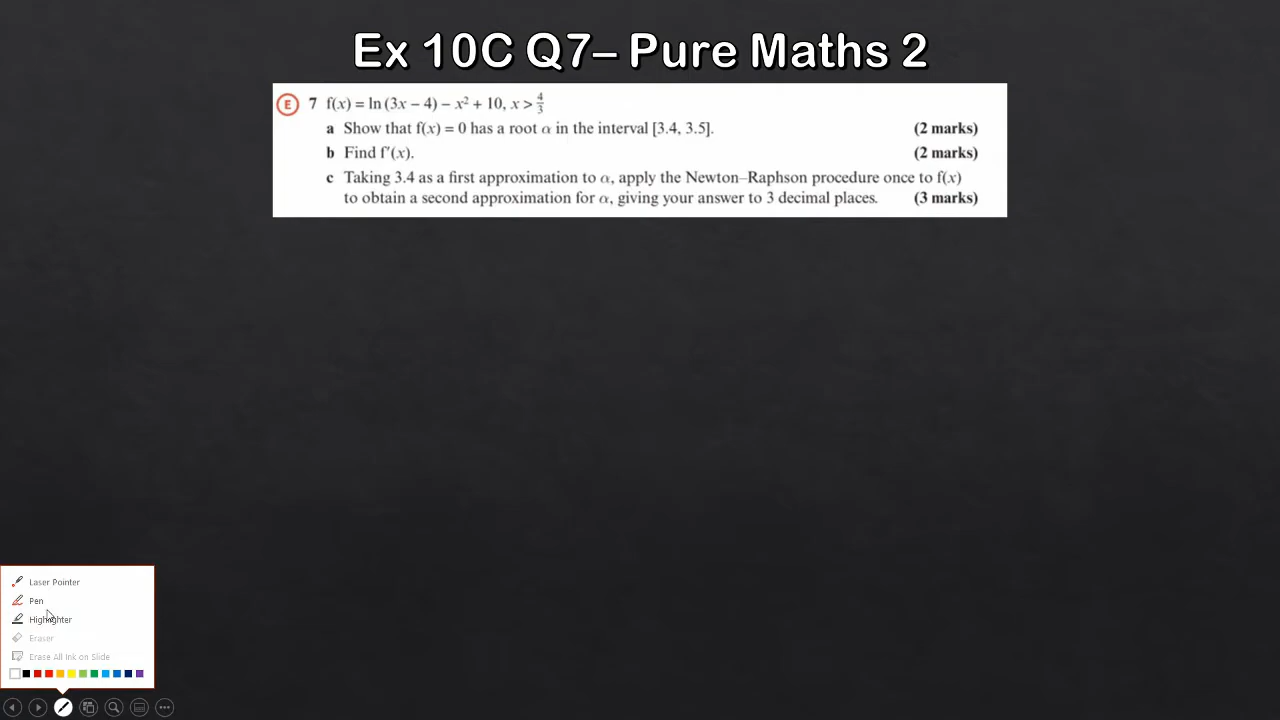 Ex 10C Q7– Pure Maths 2
E 7 f(x) = ln (3x − 4) − x² + 10, x > 4/3
a Show that f(x) = 0 has a root α in the interval [3.4, 3.5]. (2 marks)
b Find f′(x). (2 marks)
c Taking 3.4 as a first approximation to α, apply the Newton–Raphson procedure once to f(x)
to obtain a second approximation for α, giving your answer to 3 decimal places. (3 marks)
Laser Pointer
Pen
Highlighter
Eraser
Erase All Ink on Slide